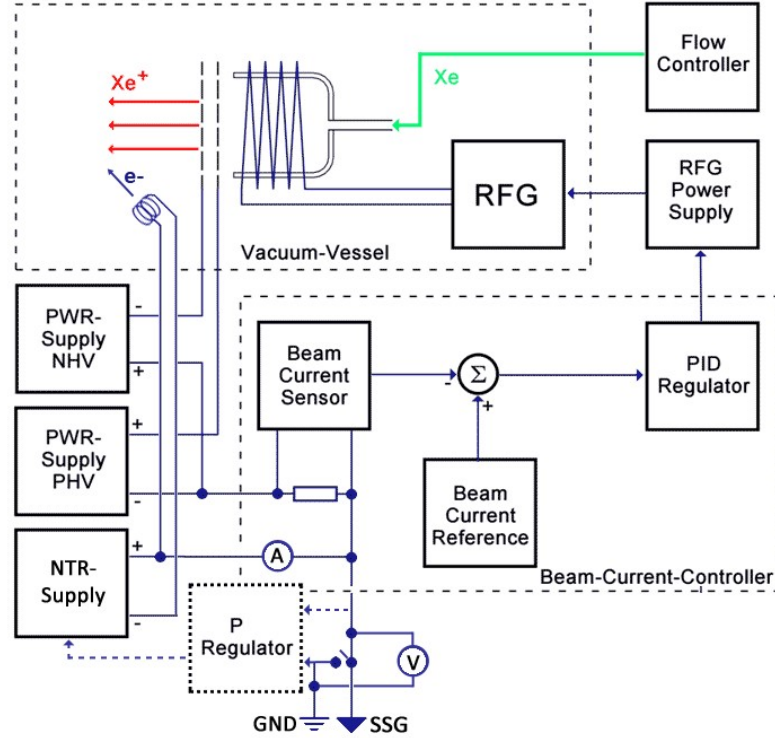 Flow
Controller
Xe
Xe+
e-
RFG
RFG
Power
Supply
Vacuum-Vessel
PWR-
Supply
NHV
-
+
Beam
Current
Sensor
-
Σ
+
PID
Regulator
PWR-
Supply
PHV
+
-
Beam
Current
Reference
NTR-
Supply
+
-
A
Beam-Current-Controller
P
Regulator
V
GND
SSG